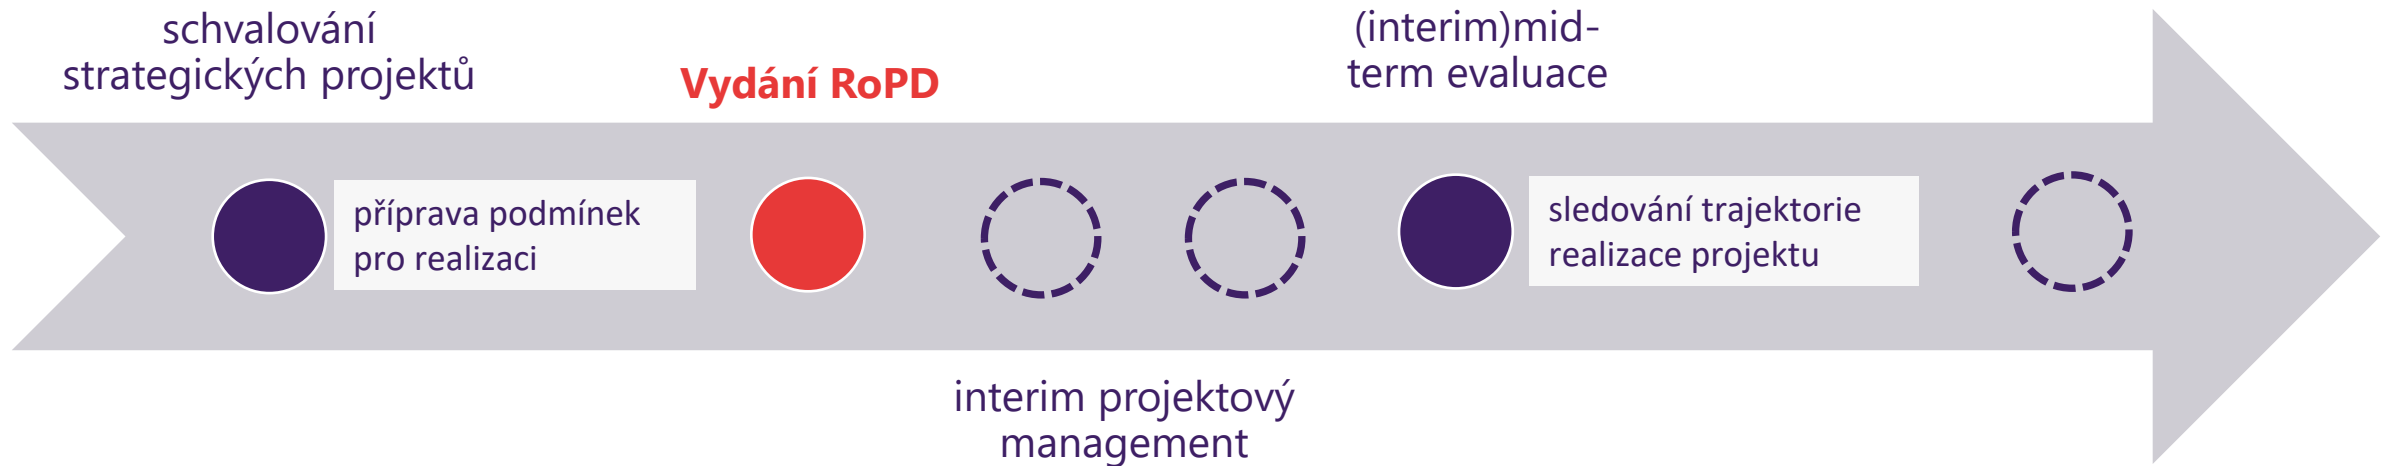 schvalování
strategických projektů
Vydání RoPD
(interim)mid-
term evaluace
příprava podmínek
pro realizaci
sledování trajektorie
realizace projektu
interim projektový
management